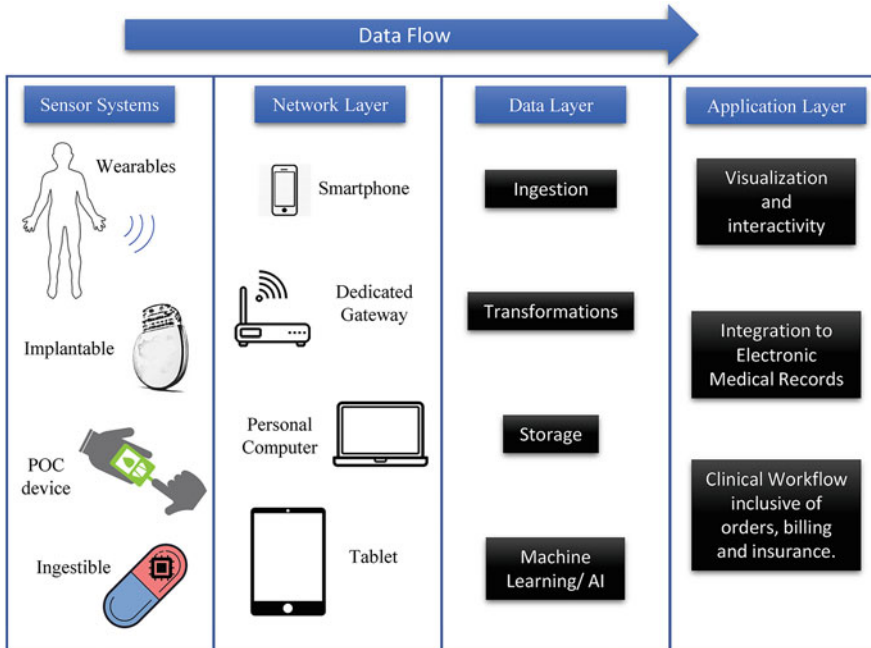 Data Flow
Sensor Systems
Wearables
Implantable
POC
device
Ingestible
Network Layer
Smartphone
Dedicated
Gateway
Personal
Computer
Tablet
Data Layer
Ingestion
Transformations
Storage
Machine
Learning/ AI
Application Layer
Visualization
and
interactivity
Integration to
Electronic
Medical Records
Clinical Workflow
inclusive of
orders, billing
and insurance.